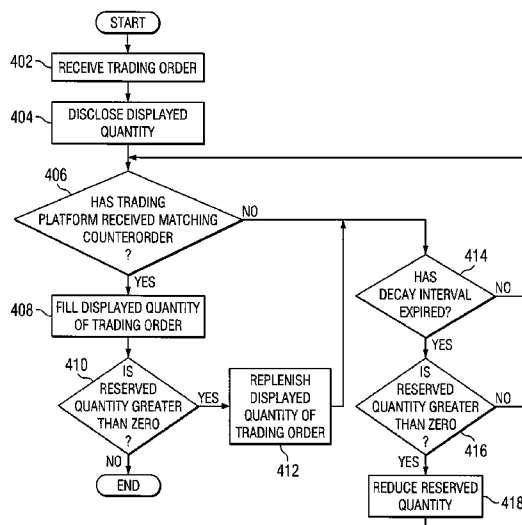 START
402
RECEIVE TRADING ORDER
404
DISCLOSE DISPLAYED
QUANTITY
406
HAS TRADING
PLATFORM RECEIVED MATCHING
COUNTERORDER
?
NO
YES
408
FILL DISPLAYED QUANTITY
OF TRADING ORDER
410
IS
RESERVED
QUANTITY GREATER
THAN ZERO
?
YES
NO
END
REPLENISH
DISPLAYED
QUANTITY OF
TRADING ORDER
412
414
HAS
DECAY INTERVAL
EXPIRED?
NO
YES
IS
RESERVED
QUANTITY GREATER
THAN ZERO
?
NO
416
YES
REDUCE RESERVED
QUANTITY
418